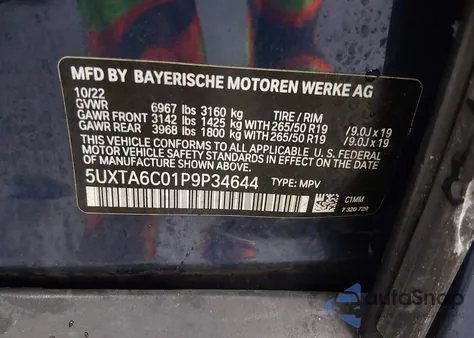 MFD BY BAYERISCHE MOTOREN WERKE AG
10/22
GVWR 6967 lbs 3160 kg TIRE / RIM
GAWR FRONT 3142 lbs 1425 kg WITH 265/50 R19 /9.0J x 19
GAWR REAR 3968 lbs 1800 kg WITH 265/50 R19 /9.0J x 19
THIS VEHICLE CONFORMS TO ALL APPLICABLE U.S. FEDERAL
MOTOR VEHICLE SAFETY STANDARDS IN EFFECT ON THE
DATE OF MANUFACTURE SHOWN ABOVE.
5UXTA6C01P9P34644 TYPE: MPV
C1MM
7 320 728
autoSnap